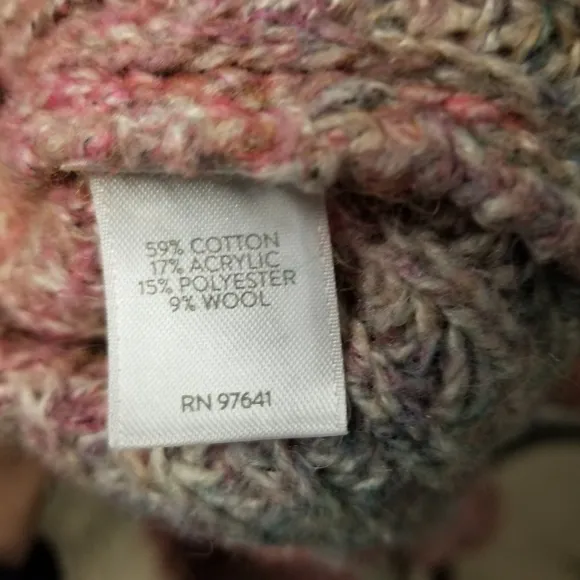 59% COTTON
17% ACRYLIC
15% POLYESTER
9% WOOL
RN 97641